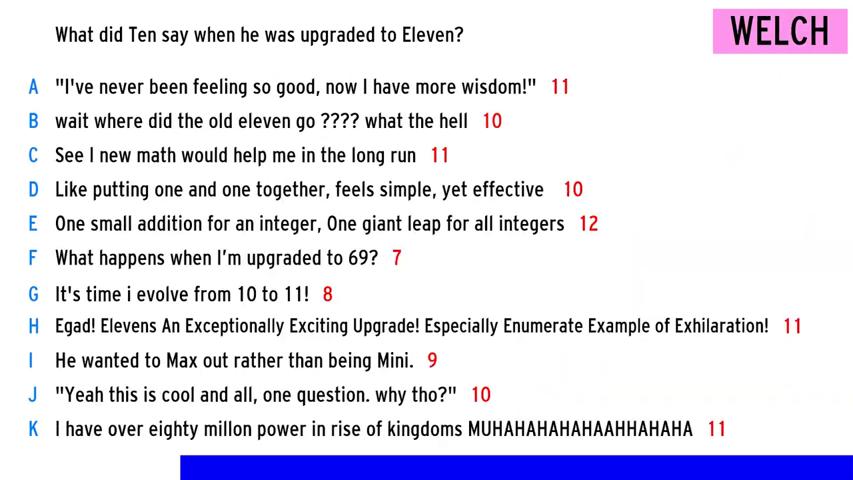 What did Ten say when he was upgraded to Eleven?
WELCH
A "I've never been feeling so good, now I have more wisdom!" 11
B wait where did the old eleven go ???? what the hell 10
C See I new math would help me in the long run 11
D Like putting one and one together, feels simple, yet effective 10
E One small addition for an integer, One giant leap for all integers 12
F What happens when I'm upgraded to 69? 7
G It's time i evolve from 10 to 11! 8
H Egad! Elevens An Exceptionally Exciting Upgrade! Especially Enumerate Example of Exhilaration! 11
I He wanted to Max out rather than being Mini. 9
J "Yeah this is cool and all, one question. why tho?" 10
K I have over eighty millon power in rise of kingdoms MUHAHAHAHAHAAHHAHAHA 11